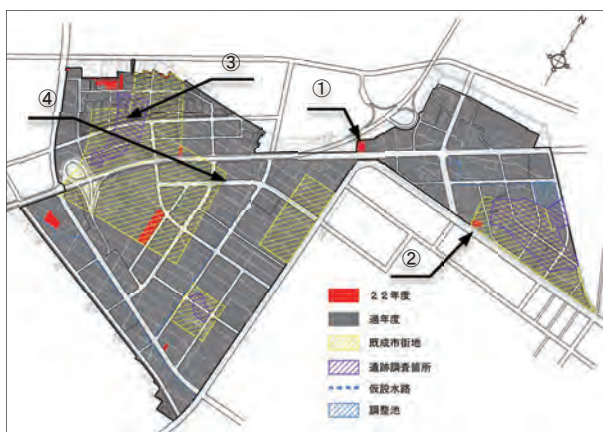 ③
①
④
②
22年度
過年度
既成市街地
遺跡調査箇所
仮設水路
調整池